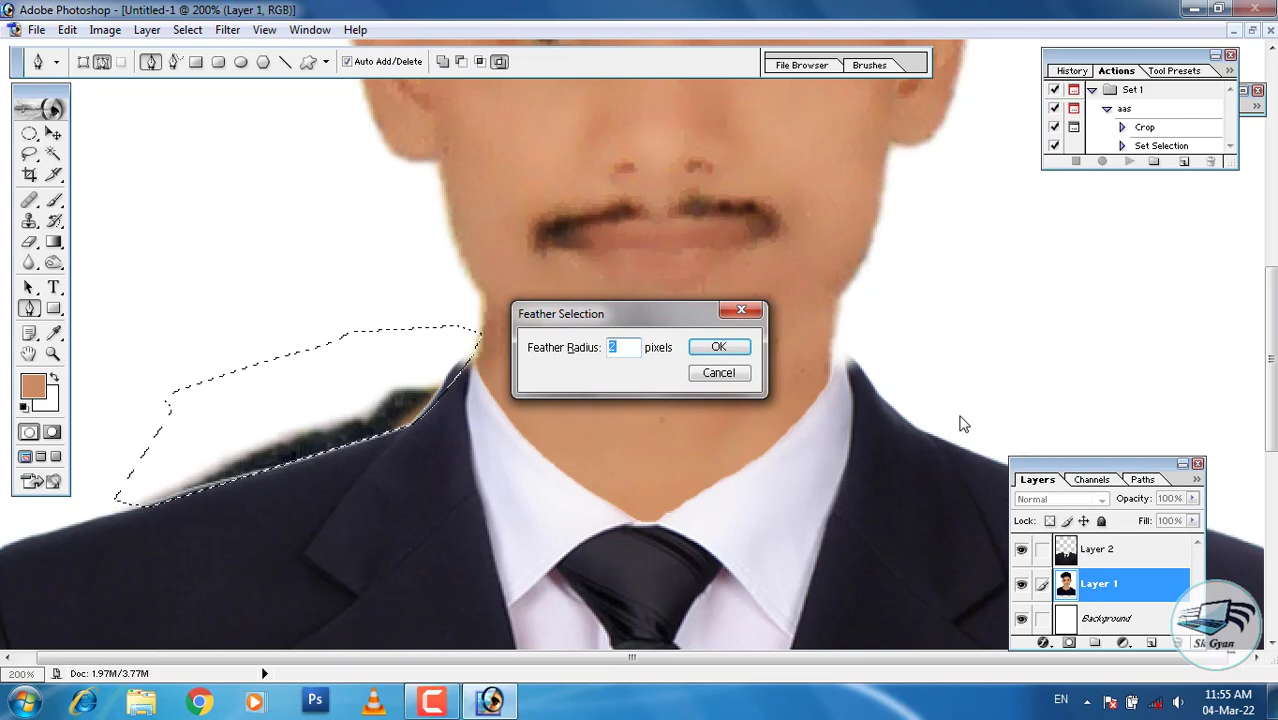 Adobe Photoshop - [Untitled-1 @ 200% (Layer 1, RGB)]
File Edit Image Layer Select Filter View Window Help
Auto Add/Delete
File Browser Brushes
History Actions Tool Presets
Set 1
aas
Crop
Set Selection
Feather Selection
Feather Radius: 2 pixels OK
Cancel
Layers Channels Paths
Normal Opacity: 100%
Lock: Fill: 100%
Layer 2
Layer 1
Background
Sk Gyan
200% Doc: 1.97M/3.77M
Ps EN 11:55 AM
04-Mar-22